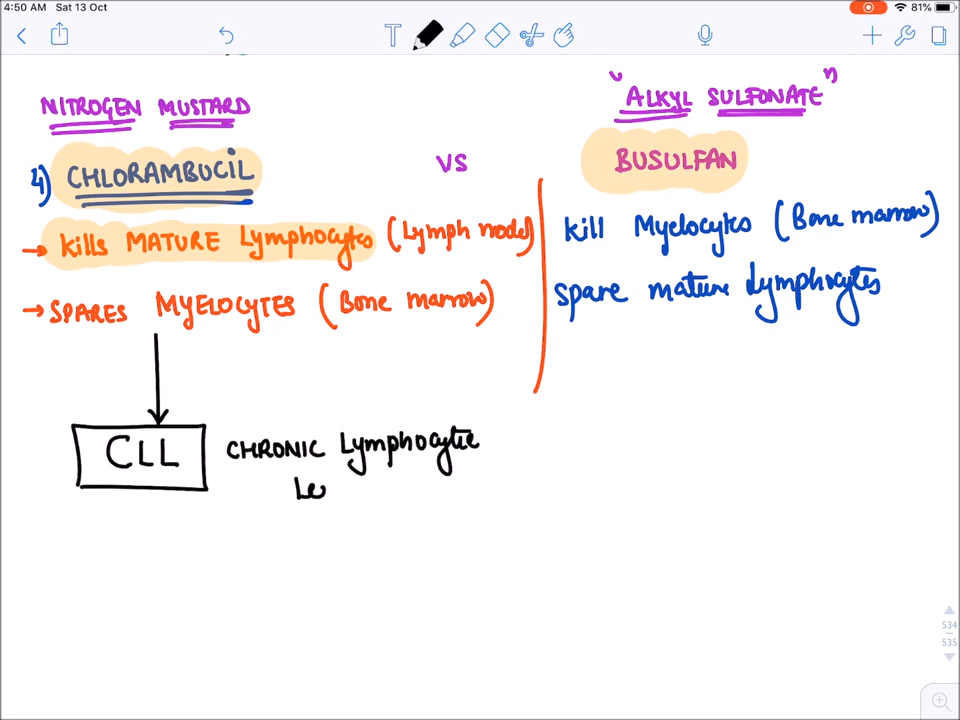 4:50 AM Sat 13 Oct
81%
T
NITROGEN MUSTARD
4) CHLORAMBUCIL
→ kills MATURE Lymphocytes (Lymph node)
→ SPARES MYELOCYTES (Bone marrow)
CLL CHRONIC Lymphocytic
Le
VS
"ALKYL SULFONATE"
BUSULFAN
kill Myelocytes (Bone marrow)
spare mature lymphocytes
534
535